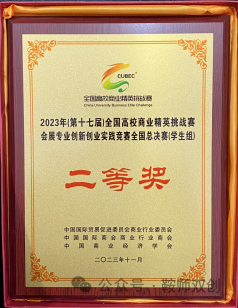 CUBEC
全国高校商业精英挑战赛
China University Business Elite Challenge
2023年(第十七届)全国高校商业精英挑战赛
会展专业创新创业实践竞赛全国总决赛(学生组)
二等奖
中国国际贸易促进委员会商业行业委员会
中国国际商会商业行业商会
中国商业经济学会
二〇二三年十一月
公众号·鞍师双创